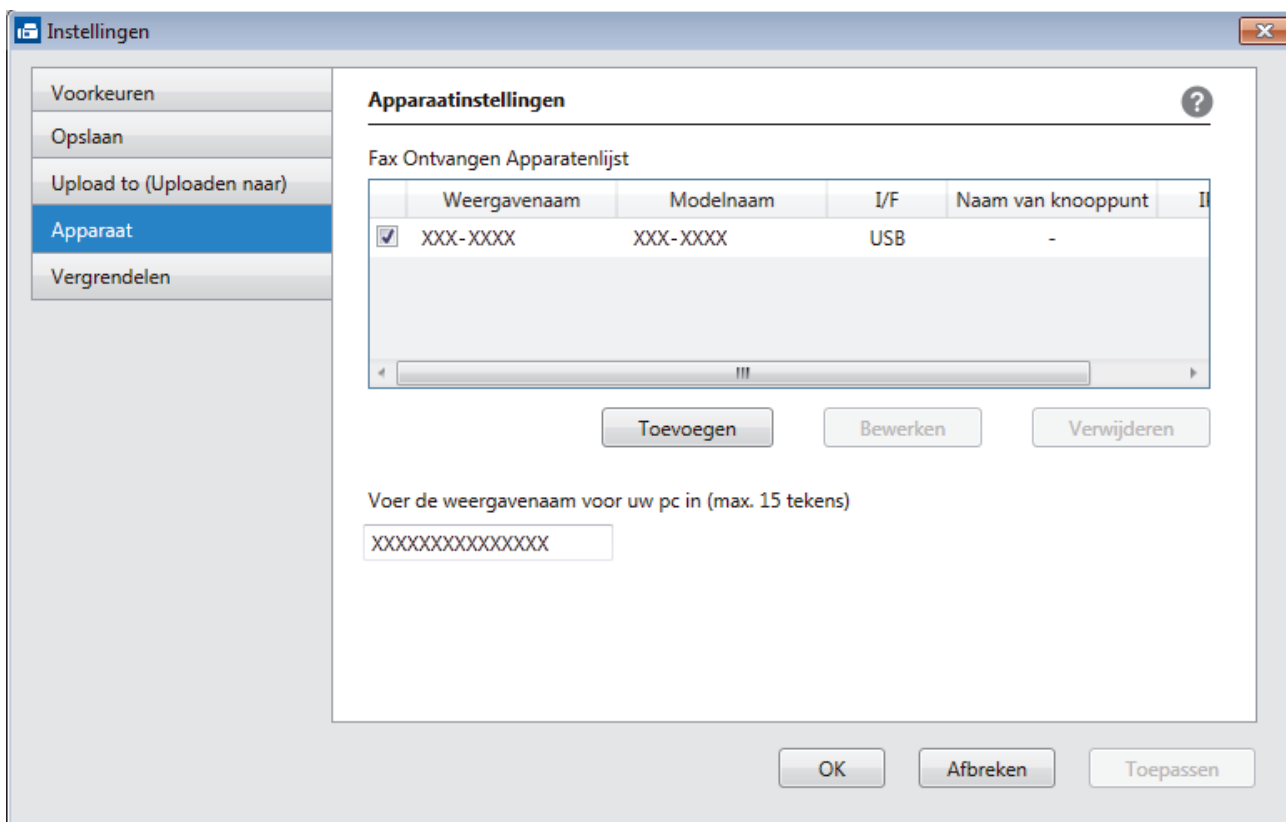 Instellingen
Voorkeuren
Opslaan
Upload to (Uploaden naar)
Apparaat
Vergrendelen
Apparaatinstellingen
?
Fax Ontvangen Apparatenlijst
Weergavenaam Modelnaam I/F Naam van knooppunt
XXX-XXXX XXX-XXXX USB -
Toevoegen Bewerken Verwijderen
Voer de weergavenaam voor uw pc in (max. 15 tekens)
XXXXXXXXXXXXXXX
OK Afbreken Toepassen